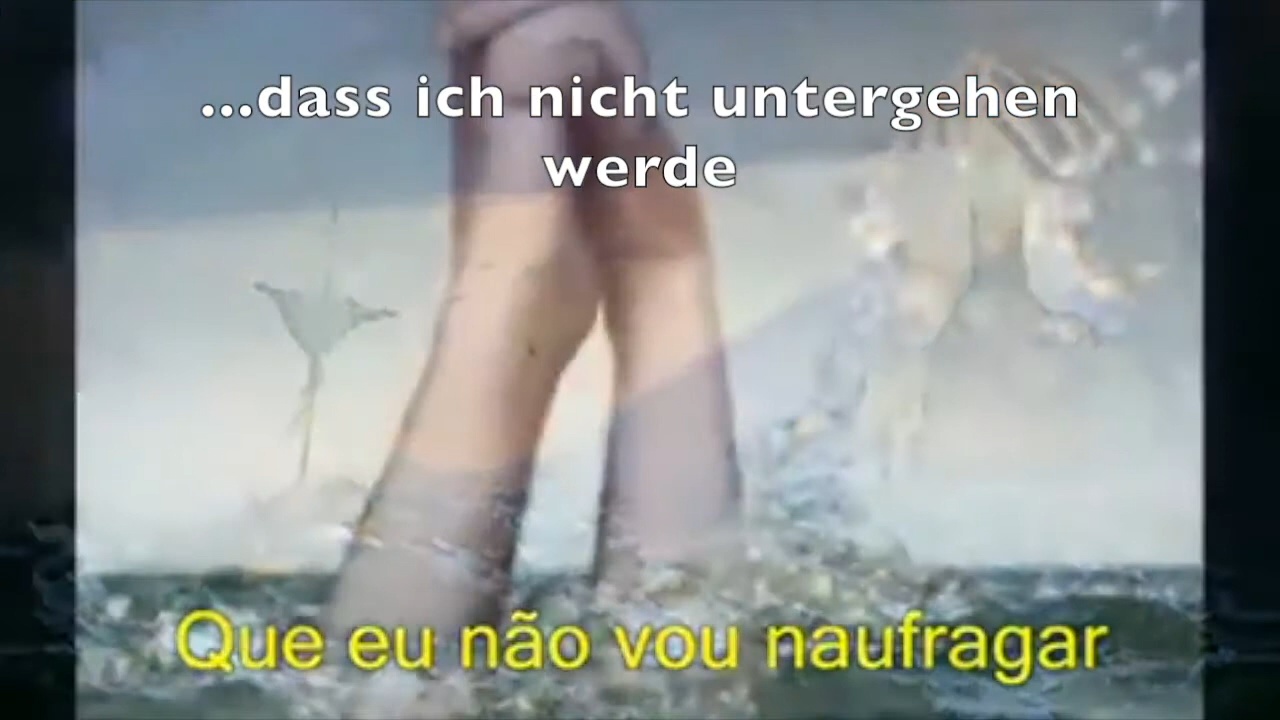 ...dass ich nicht untergehen
werde
Que eu não vou naufragar